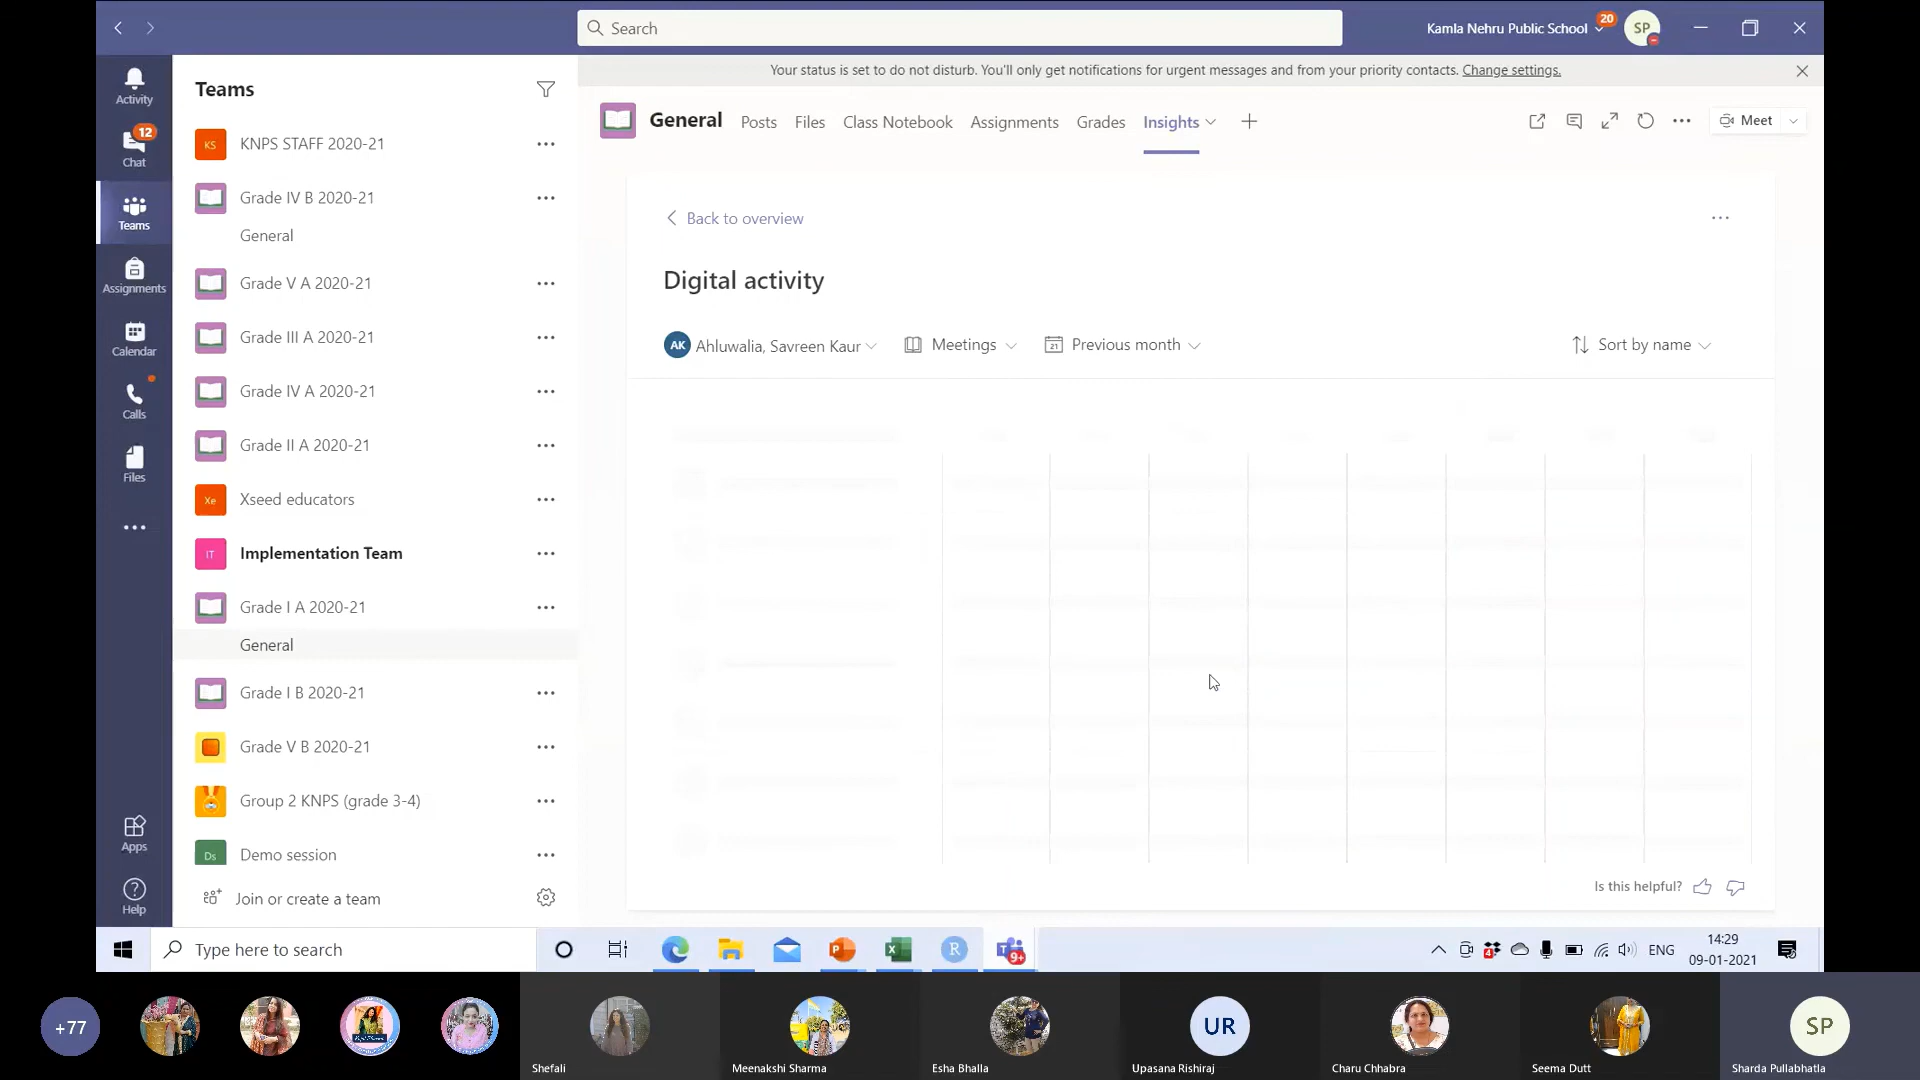 Search
Kamla Nehru Public School
20
SP
Your status is set to do not disturb. You'll only get notifications for urgent messages and from your priority contacts. Change settings.
Activity
12
Chat
Teams
Assignments
Calendar
Calls
Files
Apps
Help
Teams
KS
KNPS STAFF 2020-21
Grade IV B 2020-21
General
Grade V A 2020-21
Grade III A 2020-21
Grade IV A 2020-21
Grade II A 2020-21
Xe
Xseed educators
IT
Implementation Team
Grade I A 2020-21
General
Grade I B 2020-21
Grade V B 2020-21
Group 2 KNPS (grade 3-4)
Ds
Demo session
Join or create a team
General
Posts
Files
Class Notebook
Assignments
Grades
Insights
Meet
Back to overview
Digital activity
AK
Ahluwalia, Savreen Kaur
Meetings
21
Previous month
Sort by name
Is this helpful?
Type here to search
P
X
R
9+
4
ENG
14:29
09-01-2021
+77
Shefali
Meenakshi Sharma
Esha Bhalla
UR
Upasana Rishiraj
Charu Chhabra
Seema Dutt
SP
Sharda Pullabhatla